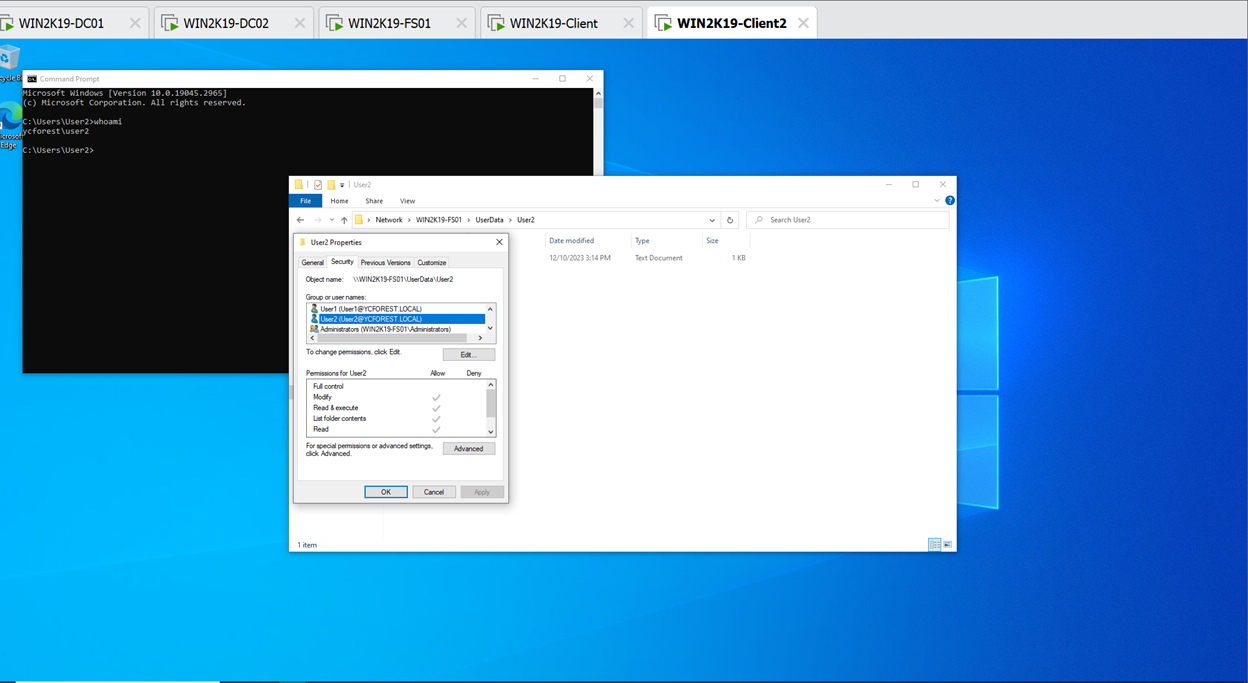 WIN2K19-DC01 WIN2K19-DC02 WIN2K19-FS01 WIN2K19-Client WIN2K19-Client2
Edge
Command Prompt
Microsoft Windows [Version 10.0.19045.2965]
(c) Microsoft Corporation. All rights reserved.
C:\Users\User2>whoami
ycforest\user2
C:\Users\User2>
User2
File Home Share View
Network WIN2K19-FS01 UserData User2
Search User2
Date modified Type Size
12/10/2023 3:14 PM Text Document 1 KB
User2 Properties
General Security Previous Versions Customize
Object name: \\WIN2K19-FS01\UserData\User2
Group or user names:
User1 (User1@YCFOREST.LOCAL)
User2 (User2@YCFOREST.LOCAL)
Administrators (WIN2K19-FS01\Administrators)
To change permissions, click Edit.
Edit...
Permissions for User2 Allow Deny
Full control
Modify
Read & execute
List folder contents
Read
For special permissions or advanced settings,
click Advanced.
Advanced
OK Cancel Apply
1 item